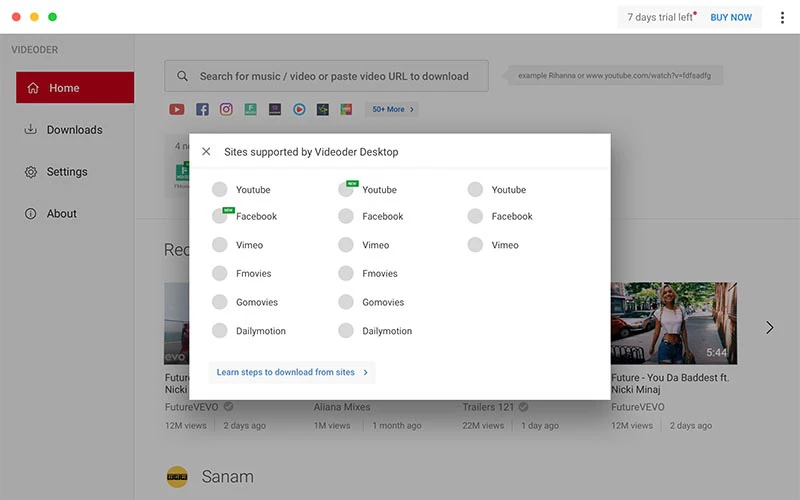 7 days trial left
BUY NOW
VIDEODER
Home
Downloads
Settings
About
Search for music / video or paste video URL to download
example Rihanna or www.youtube.com/watch?v=fdfsadfg
50+ More
4 ne
Sites supported by Videoder Desktop
Youtube
NEW
Youtube
Youtube
NEW
Facebook
Facebook
Facebook
Vimeo
Vimeo
Vimeo
Fmovies
Fmovies
Gomovies
Gomovies
Dailymotion
Dailymotion
Learn steps to download from sites
Rec
vevo
5:44
Future
Nicki
FutureVEVO
12M views
2 days ago
Aliana Mixes
1M views
1 month ago
Trailers 121
22M views
1 day ago
Future - You Da Baddest ft.
Nicki Minaj
FutureVEVO
12M views
2 days ago
Sanam